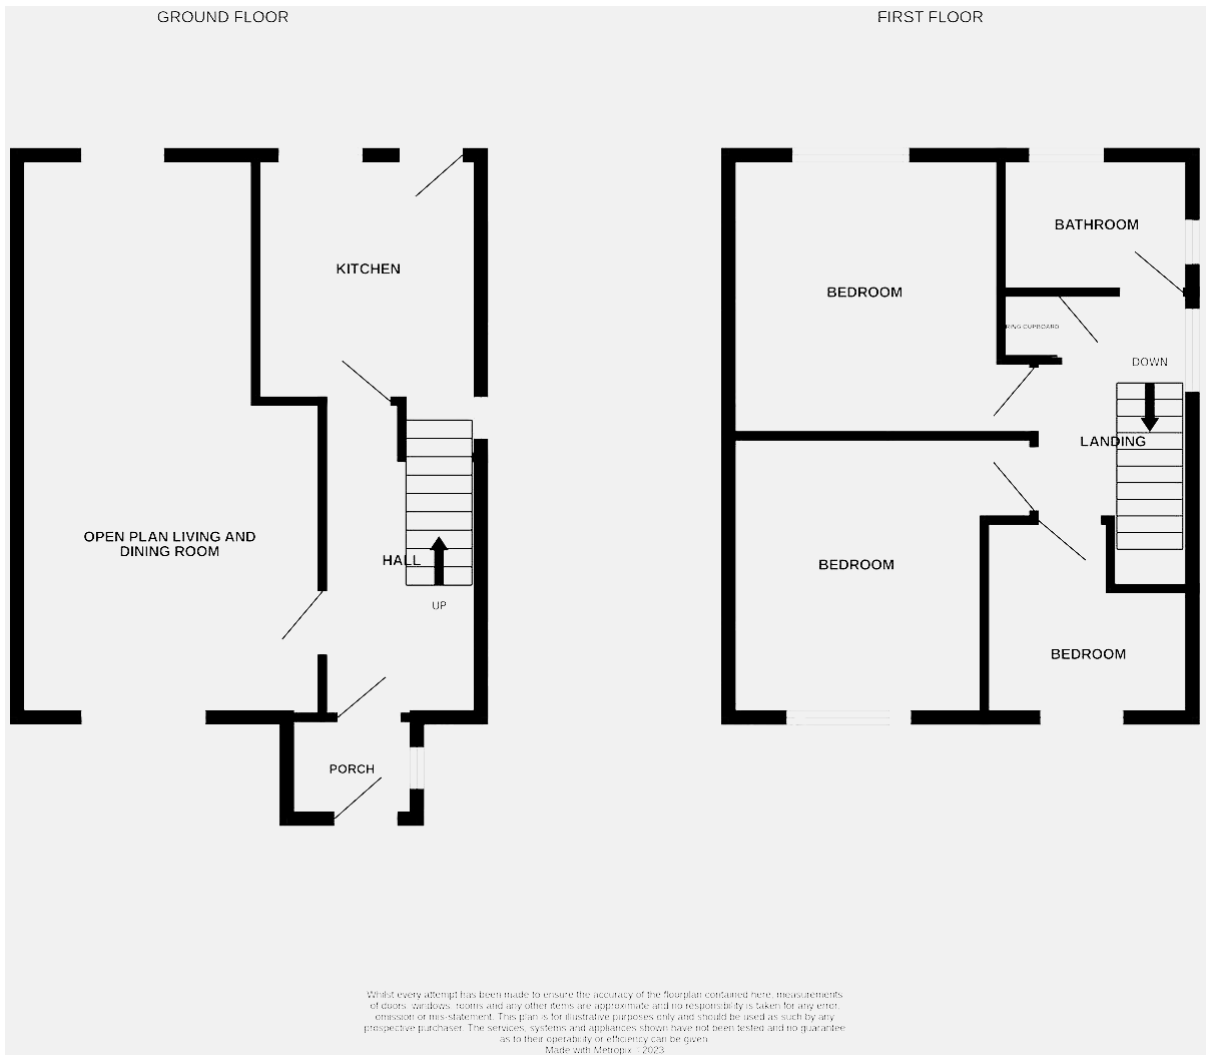 GROUND FLOOR
FIRST FLOOR
KITCHEN
OPEN PLAN LIVING AND
DINING ROOM
HALL
UP
PORCH
BEDROOM
BATHROOM
CUPBOARD
DOWN
LANDING
BEDROOM
BEDROOM
Whilst every attempt has been made to ensure the accuracy of the floorplan contained here, measurements
of doors, windows, rooms and any other items are approximate and no responsibility is taken for any error,
omission or mis-statement. This plan is for illustrative purposes only and should be used as such by any
prospective purchaser. The services, systems and appliances shown have not been tested and no guarantee
as to their operability or efficiency can be given
Made with Metropix ©2023